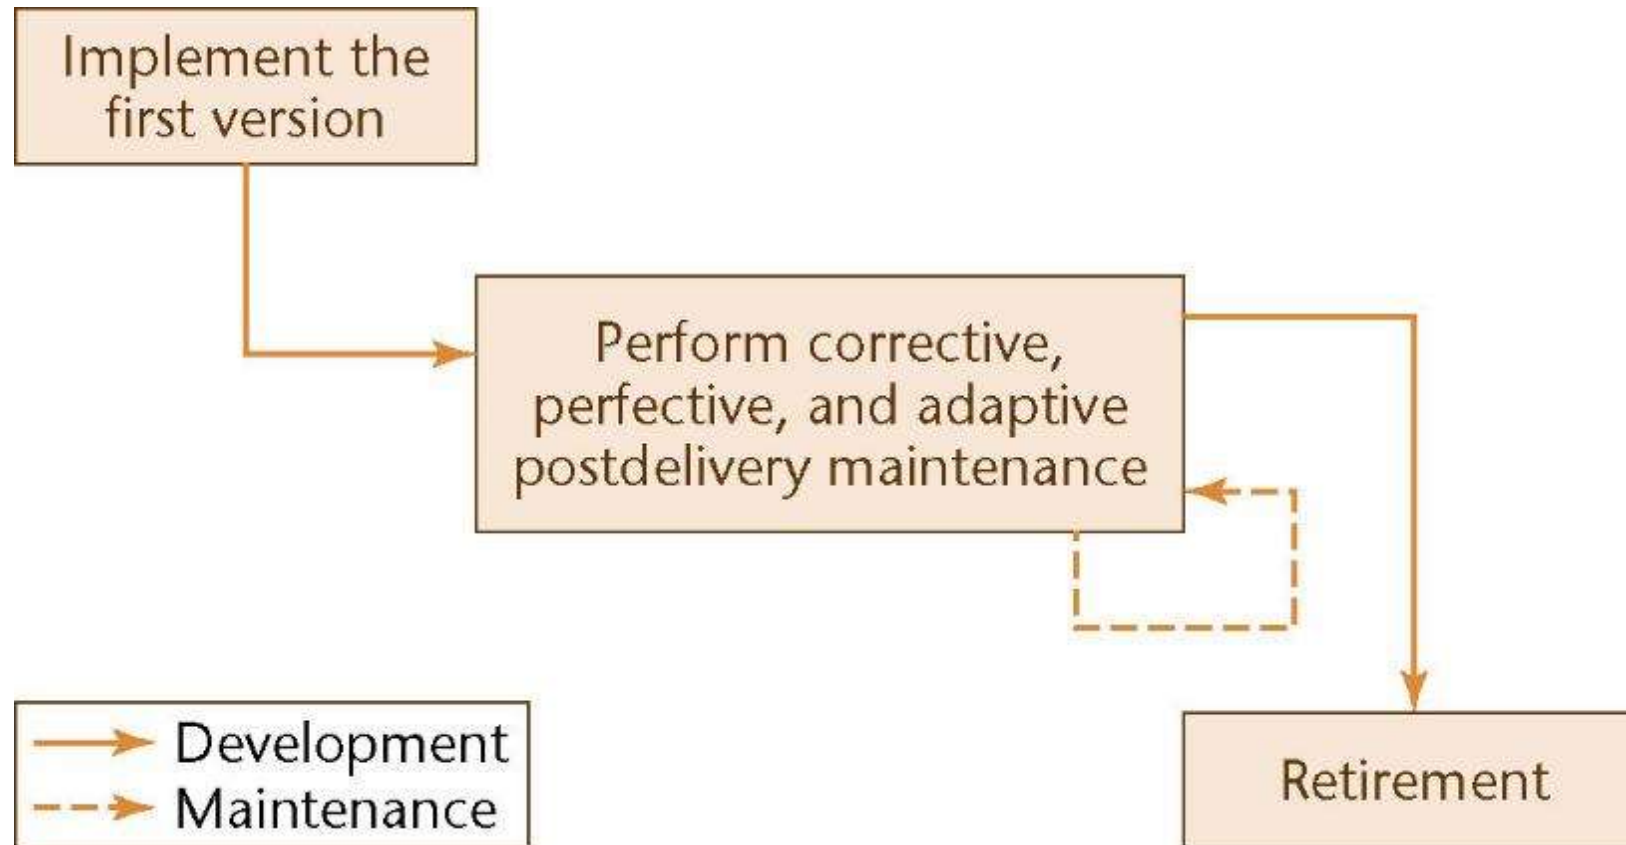 Implement the
first version
Perform corrective,
perfective, and adaptive
postdelivery maintenance
Development
Maintenance
Retirement